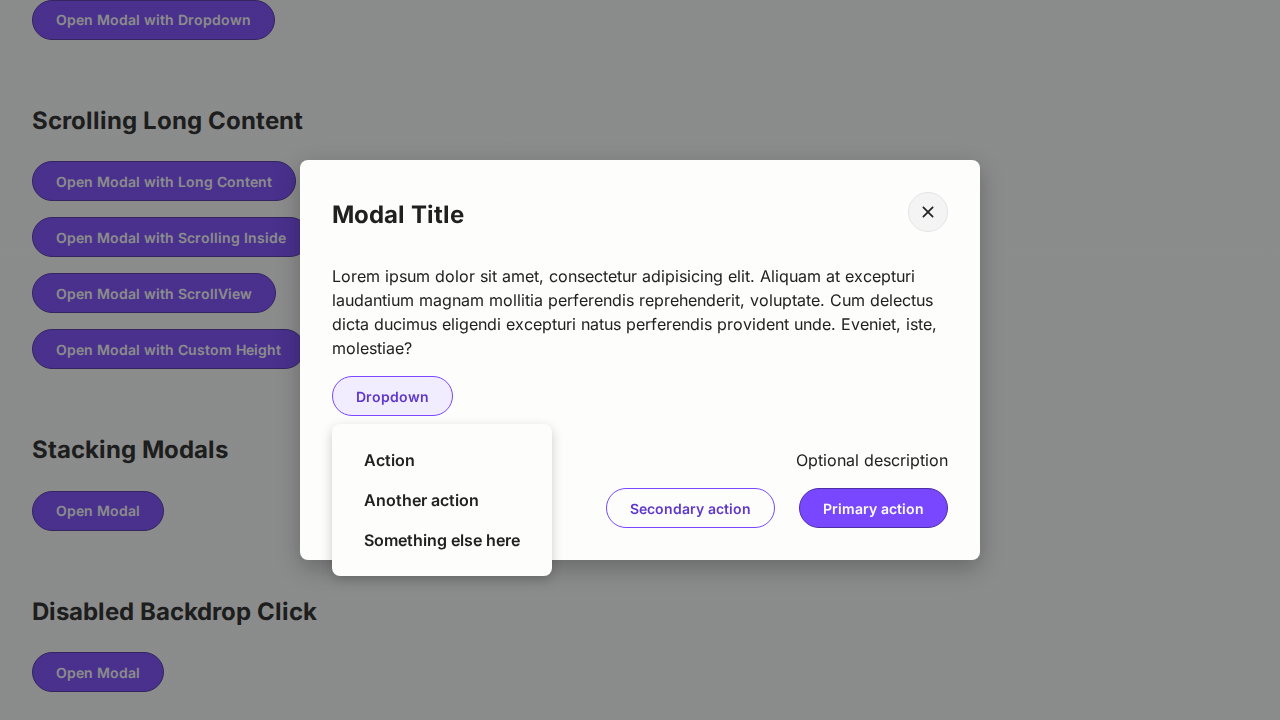 Open Modal with Dropdown
Scrolling Long Content
Open Modal with Long Content
Open Modal with Scrolling Inside
Open Modal with ScrollView
Open Modal with Custom Height
Stacking Modals
Open Modal
Disabled Backdrop Click
Open Modal
Modal Title
Lorem ipsum dolor sit amet, consectetur adipisicing elit. Aliquam at excepturi
laudantium magnam mollitia perferendis reprehenderit, voluptate. Cum delectus
dicta ducimus eligendi excepturi natus perferendis provident unde. Eveniet, iste,
molestiae?
Dropdown
Action
Another action
Something else here
Optional description
Secondary action
Primary action